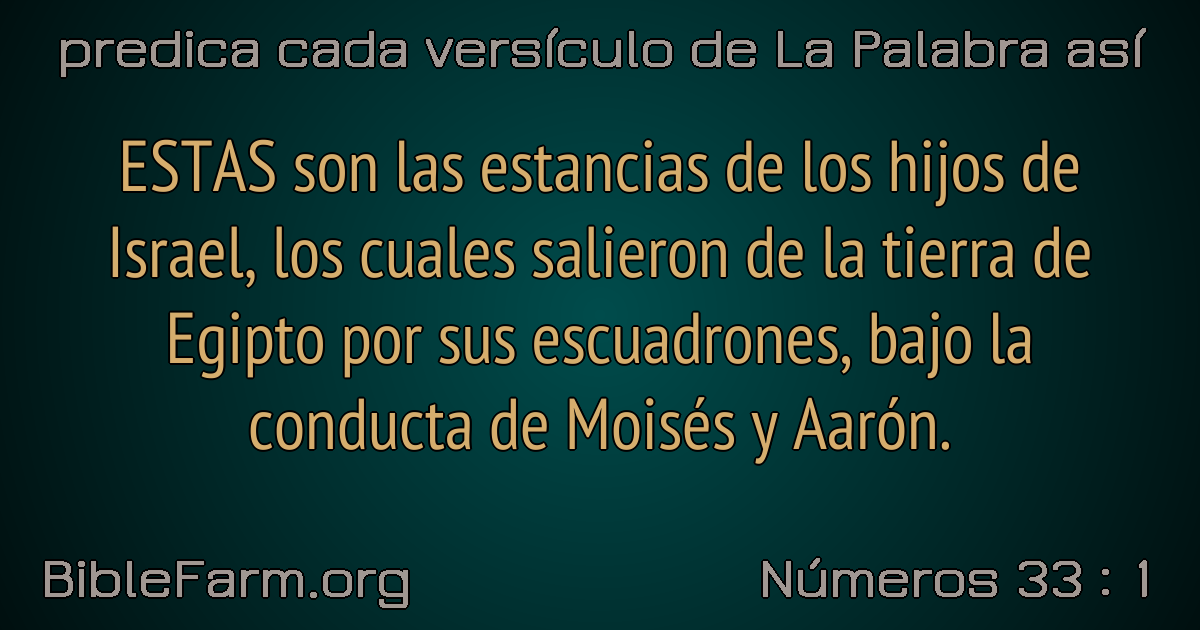 predica cada versículo de La Palabra así
ESTAS son las estancias de los hijos de
Israel, los cuales salieron de la tierra de
Egipto por sus escuadrones, bajo la
conducta de Moisés y Aarón.
BibleFarm.org
Números 33 : 1